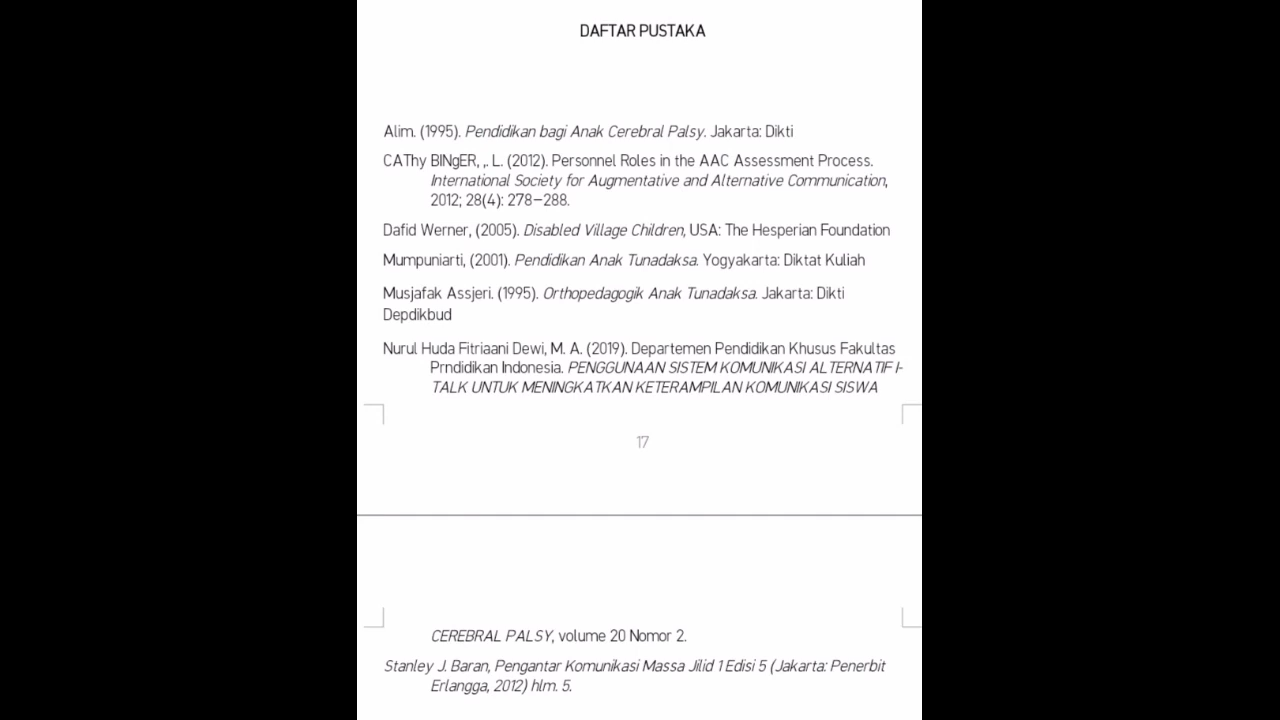 DAFTAR PUSTAKA
Alim. (1995). Pendidikan bagi Anak Cerebral Palsy. Jakarta: Dikti
CAThy BINgER, ,. L. (2012). Personnel Roles in the AAC Assessment Process.
International Society for Augmentative and Alternative Communication,
2012; 28(4): 278–288.
Dafid Werner, (2005). Disabled Village Children, USA: The Hesperian Foundation
Mumpuniarti, (2001). Pendidikan Anak Tunadaksa. Yogyakarta: Diktat Kuliah
Musjafak Assjeri. (1995). Orthopedagogik Anak Tunadaksa. Jakarta: Dikti
Depdikbud
Nurul Huda Fitriaani Dewi, M. A. (2019). Departemen Pendidikan Khusus Fakultas
Prndidikan Indonesia. PENGGUNAAN SISTEM KOMUNIKASI ALTERNATIF I-
TALK UNTUK MENINGKATKAN KETERAMPILAN KOMUNIKASI SISWA
17
CEREBRAL PALSY, volume 20 Nomor 2.
Stanley J. Baran, Pengantar Komunikasi Massa Jilid 1 Edisi 5 (Jakarta: Penerbit
Erlangga, 2012) hlm. 5.